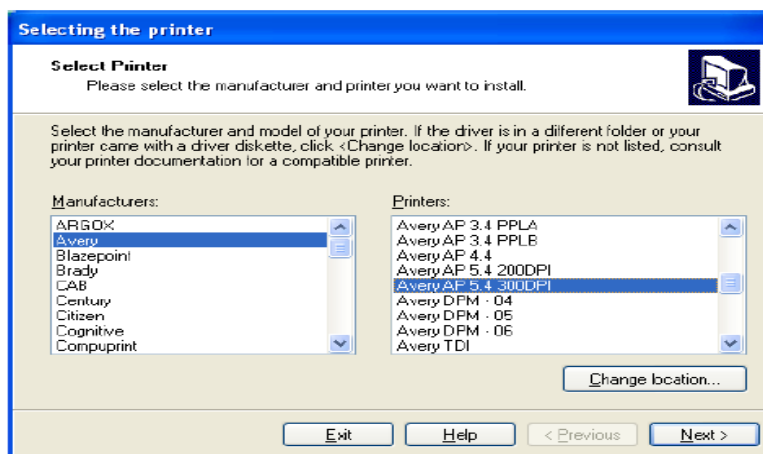 Selecting the printer
Select Printer
Please select the manufacturer and printer you want to install.
Select the manufacturer and model of your printer. If the driver is in a different folder or your
printer came with a driver diskette, click <Change location>. If your printer is not listed, consult
your printer documentation for a compatible printer.
Manufacturers:
ARGOX
Avery
Blazepoint
Brady
CAB
Century
Citizen
Cognitive
Compuprint
Printers:
Avery AP 3.4 PPLA
Avery AP 3.4 PPLB
Avery AP 4.4
Avery AP 5.4 200DPI
Avery AP 5.4 300DPI
Avery DPM - 04
Avery DPM - 05
Avery DPM - 06
Avery TDI
Change location...
Exit
Help
< Previous
Next >